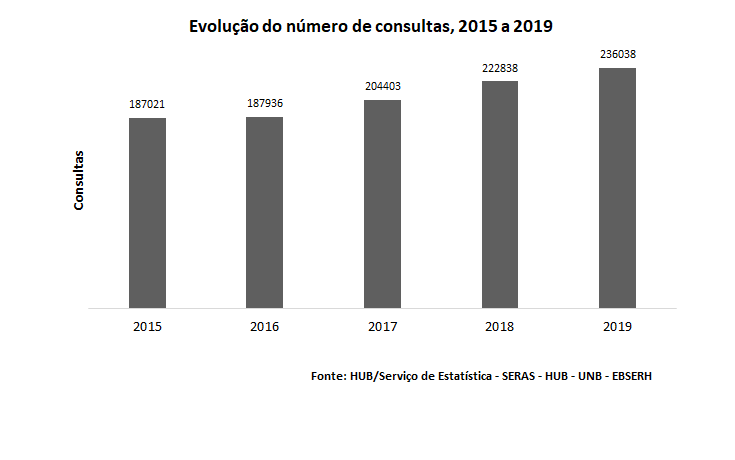 Evolução do número de consultas, 2015 a 2019
236038
222838
204403
187936
187021
Consultas
2015 2016 2017 2018 2019
Fonte: HUB/Serviço de Estatística - SERAS - HUB - UNB - EBSERH